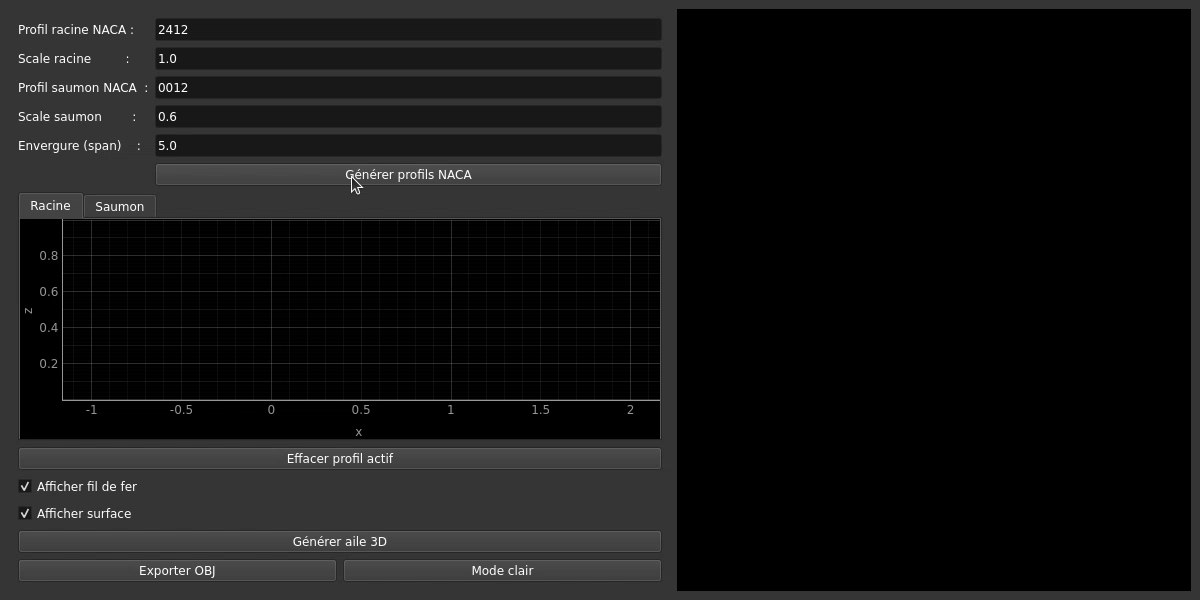 Profil racine NACA : 2412
Scale racine : 1.0
Profil saumon NACA : 0012
Scale saumon : 0.6
Envergure (span) : 5.0
Générer profils NACA
Racine Saumon
0.8
0.6
z
0.4
0.2
-1 -0.5 0 0.5 1 1.5 2
x
Effacer profil actif
Afficher fil de fer
Afficher surface
Générer aile 3D
Exporter OBJ Mode clair